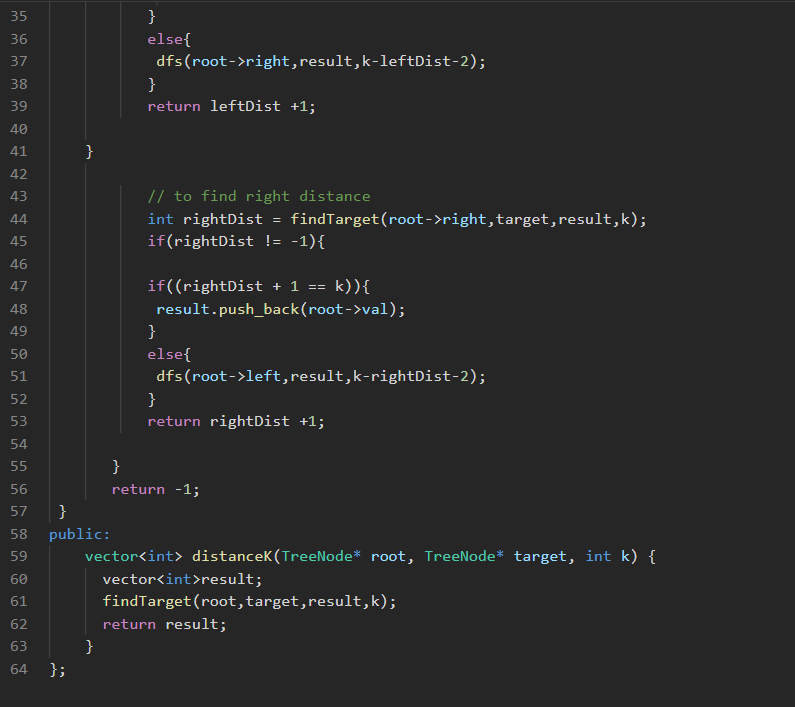 35 }
36 else{
37 dfs(root->right,result,k-leftDist-2);
38 }
39 return leftDist +1;
40
41 }
42
43 // to find right distance
44 int rightDist = findTarget(root->right,target,result,k);
45 if(rightDist != -1){
46
47 if((rightDist + 1 == k)){
48 result.push_back(root->val);
49 }
50 else{
51 dfs(root->left,result,k-rightDist-2);
52 }
53 return rightDist +1;
54
55 }
56 return -1;
57 }
58 public:
59 vector<int> distanceK(TreeNode* root, TreeNode* target, int k) {
60 vector<int>result;
61 findTarget(root,target,result,k);
62 return result;
63 }
64 };